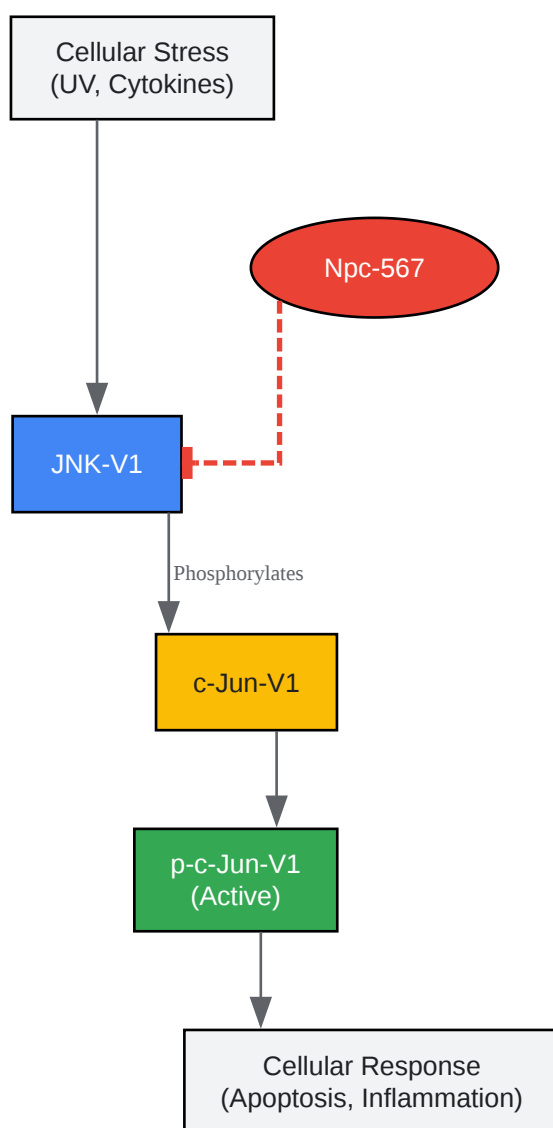 Cellular Stress
(UV, Cytokines)
Npc-567
JNK-V1
Phosphorylates
c-Jun-V1
p-c-Jun-V1
(Active)
Cellular Response
(Apoptosis, Inflammation)